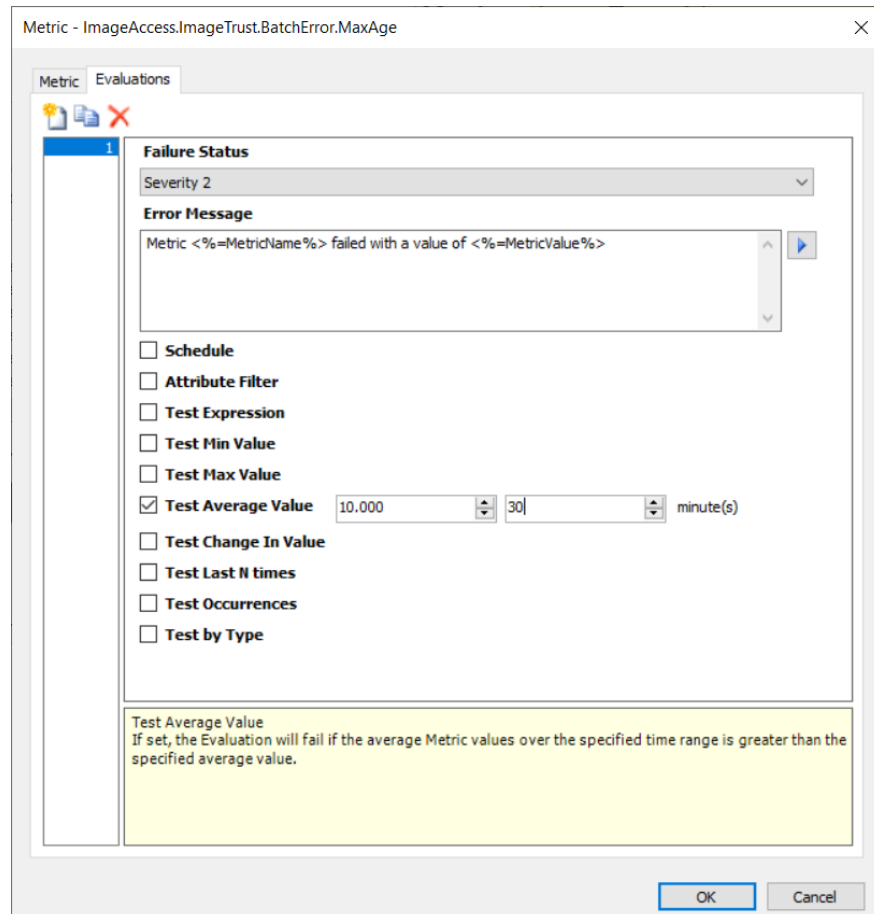 Metric - ImageAccess.ImageTrust.BatchError.MaxAge
Metric Evaluations
1
Failure Status
Severity 2
Error Message
Metric <%=MetricName%> failed with a value of <%=MetricValue%>
Schedule
Attribute Filter
Test Expression
Test Min Value
Test Max Value
Test Average Value 10.000 30 minute(s)
Test Change In Value
Test Last N times
Test Occurrences
Test by Type
Test Average Value
If set, the Evaluation will fail if the average Metric values over the specified time range is greater than the
specified average value.
OK Cancel